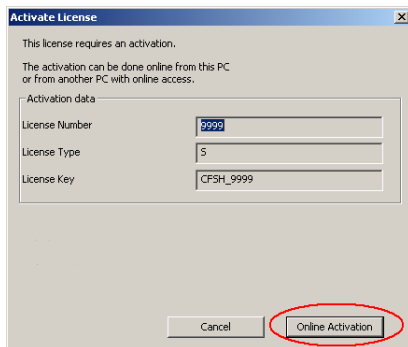 Activate License
This license requires an activation.
The activation can be done online from this PC
or from another PC with online access.
Activation data
License Number
9999
License Type
S
License Key
CFSH_9999
Cancel
Online Activation